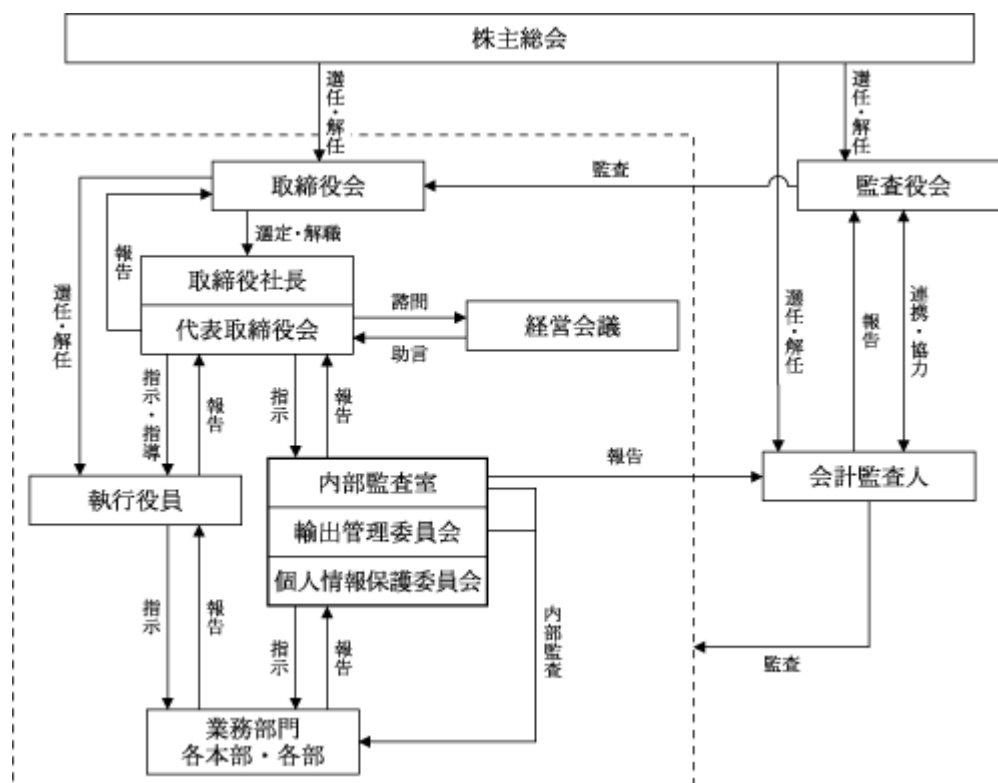 株主総会
選任・解任
選任・解任
選任・解任
取締役会
監査
監査役会
選定・解職
報告
選任・解任
取締役社長
代表取締役会
諮問
助言
経営会議
報告
連携・協力
指示・指導
報告
指示
報告
執行役員
内部監査室
輸出管理委員会
個人情報保護委員会
報告
会計監査人
指示
報告
指示
報告
内部監査
監査
業務部門
各本部・各部